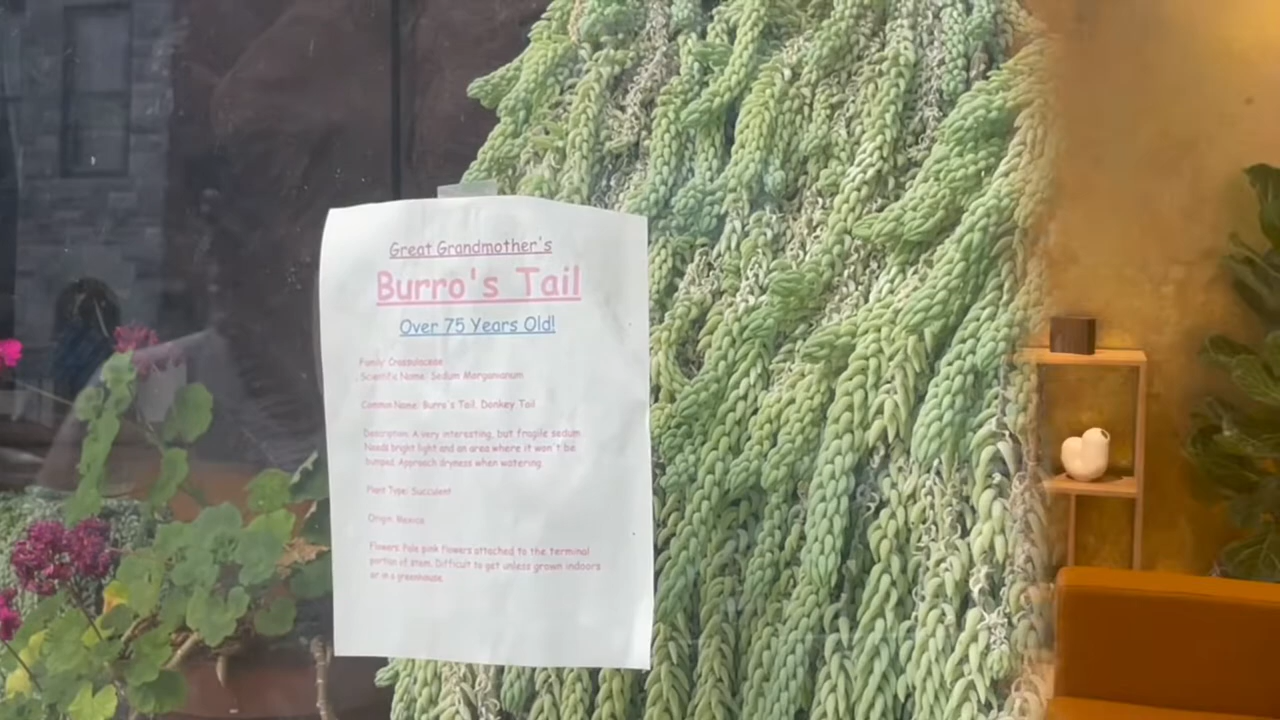 Great Grandmother's
Burro's Tail
Over 75 Years Old!
Family: Crassulaceae
Scientific Name: Sedum Morganianum
Common Name: Burro's Tail, Donkey Tail
Description: A very interesting, but fragile sedum.
Needs bright light and an area where it won't be
bumped. Approach dryness when watering.
Plant Type: Succulent
Origin: Mexico
Flowers: Pale pink flowers attached to the terminal
portion of stem. Difficult to get unless grown indoors
or in a greenhouse.